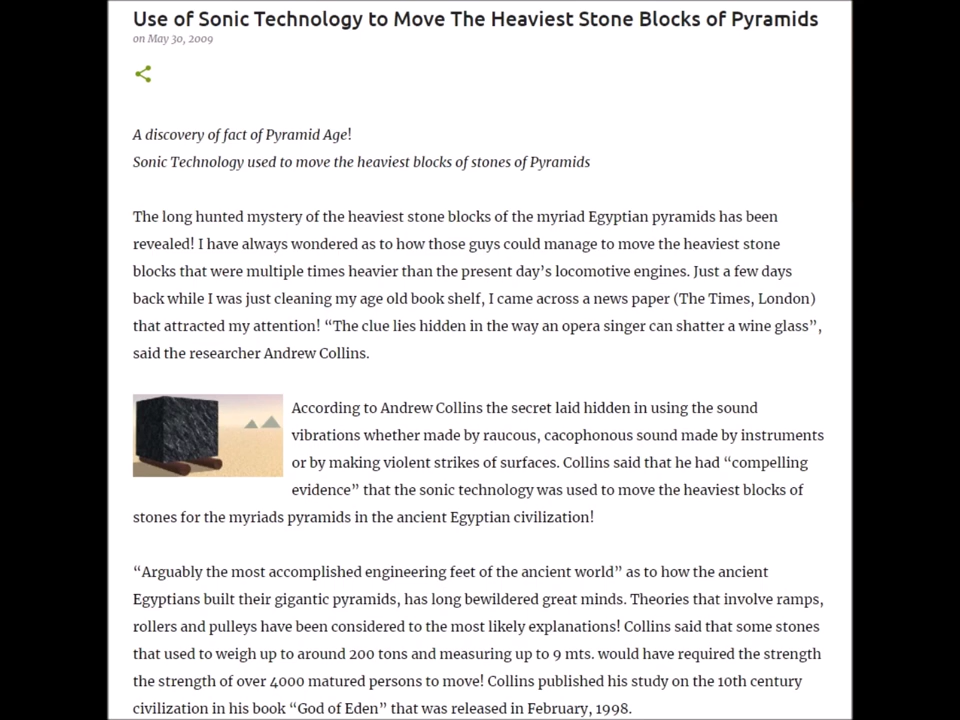 Use of Sonic Technology to Move The Heaviest Stone Blocks of Pyramids
on May 30, 2009
A discovery of fact of Pyramid Age!
Sonic Technology used to move the heaviest blocks of stones of Pyramids
The long hunted mystery of the heaviest stone blocks of the myriad Egyptian pyramids has been
revealed! I have always wondered as to how those guys could manage to move the heaviest stone
blocks that were multiple times heavier than the present day’s locomotive engines. Just a few days
back while I was just cleaning my age old book shelf, I came across a news paper (The Times, London)
that attracted my attention! “The clue lies hidden in the way an opera singer can shatter a wine glass”,
said the researcher Andrew Collins.
According to Andrew Collins the secret laid hidden in using the sound
vibrations whether made by raucous, cacophonous sound made by instruments
or by making violent strikes of surfaces. Collins said that he had “compelling
evidence” that the sonic technology was used to move the heaviest blocks of
stones for the myriads pyramids in the ancient Egyptian civilization!
“Arguably the most accomplished engineering feet of the ancient world” as to how the ancient
Egyptians built their gigantic pyramids, has long bewildered great minds. Theories that involve ramps,
rollers and pulleys have been considered to the most likely explanations! Collins said that some stones
that used to weigh up to around 200 tons and measuring up to 9 mts. would have required the strength
the strength of over 4000 matured persons to move! Collins published his study on the 10th century
civilization in his book “God of Eden” that was released in February, 1998.